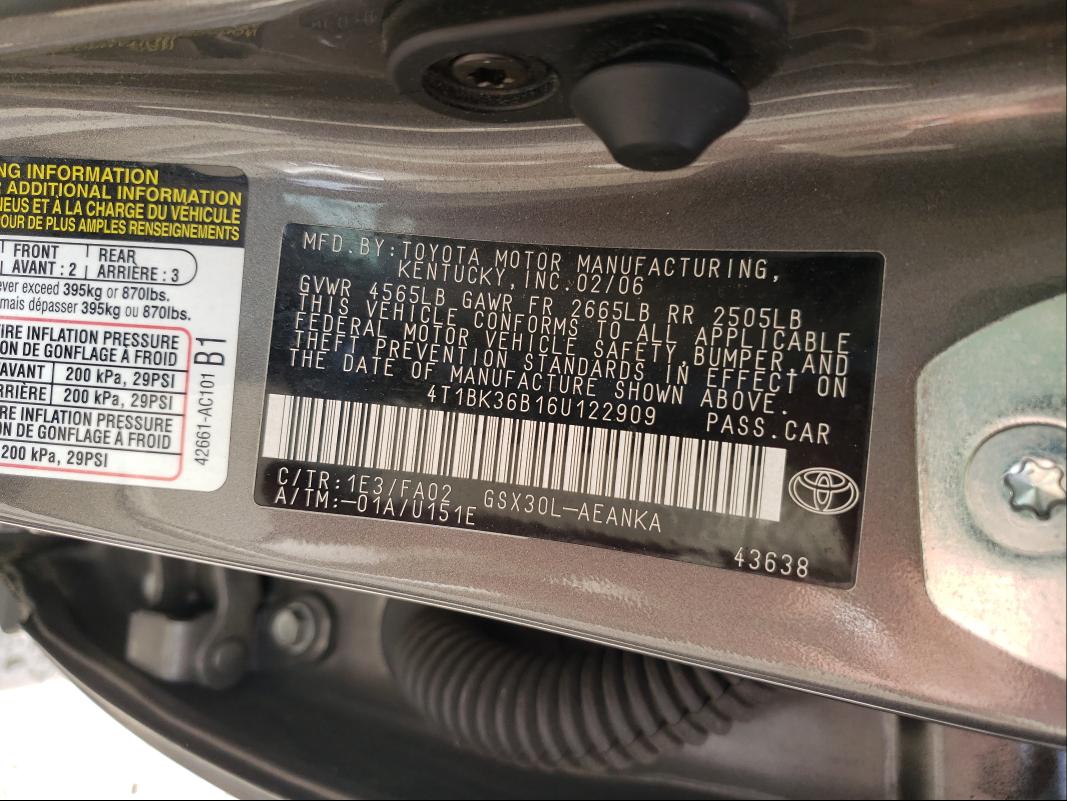 NG INFORMATION
R ADDITIONAL INFORMATION
NEUS ET À LA CHARGE DU VÉHICULE
POUR DE PLUS AMPLES RENSEIGNEMENTS
FRONT
AVANT : 2
REAR
ARRIÈRE : 3
ver exceed 395kg or 870lbs.
mais dépasser 395kg ou 870lbs.
IRE INFLATION PRESSURE
ON DE GONFLAGE À FROID
AVANT 200 kPa, 29PSI
RRIÈRE 200 kPa, 29PSI
IRE INFLATION PRESSURE
N DE GONFLAGE À FROID
200 kPa, 29PSI
42661-AC101 B1
MFD.BY:TOYOTA MOTOR MANUFACTURING,
KENTUCKY,INC.02/06
GVWR 4565LB GAWR FR 2665LB RR 2505LB
THIS VEHICLE CONFORMS TO ALL APPLICABLE
FEDERAL MOTOR VEHICLE SAFETY,BUMPER,AND
THEFT PREVENTION STANDARDS IN EFFECT ON
THE DATE OF MANUFACTURE SHOWN ABOVE.
4T1BK36B16U122909 PASS.CAR
C/TR:1E3/FA02 GSX30L-AEANKA
A/TM:-01A/U151E
43638